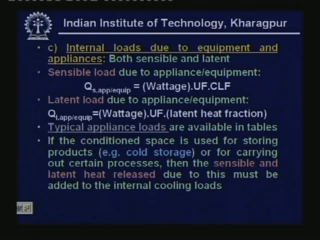 Indian Institute of Technology, Kharagpur
• c) Internal loads due to equipment and
appliances: Both sensible and latent
• Sensible load due to appliance/equipment:
Qs,app/equip = (Wattage).UF.CLF
• Latent load due to appliance/equipment:
Ql,app/equip=(Wattage).UF.(latent heat fraction)
• Typical appliance loads are available in tables
• If the conditioned space is used for storing
products (e.g. cold storage) or for carrying
out certain processes, then the sensible and
latent heat released due to this must be
added to the internal cooling loads